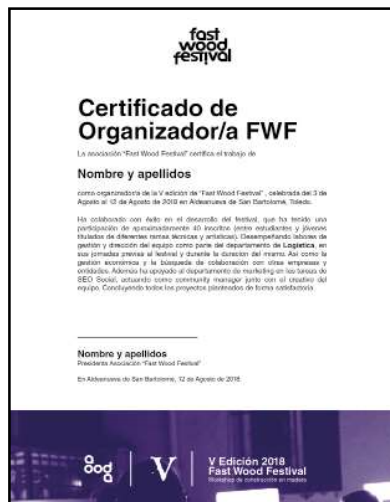 fast
wood
festival
Certificado de
Organizador/a FWF
La asociación "Fast Wood Festival" certifica el trabajo de
Nombre y apellidos
como organizador/a de la V edición de "Fast Wood Festival" , celebrada del 3 de
Agosto al 12 de Agosto de 2018 en Aldeanueva de San Bartolomé, Toledo.
Ha colaborado con éxito en el desarrollo del festival, que ha tenido una
participación de aproximadamente 40 inscritos (entre estudiantes y jóvenes
titulados de diferentes ramas técnicas y artísticas). Desempeñando labores de
gestión y dirección del equipo como parte del departamento de Logística, en
sus jornadas previas al festival y durante la duración del mismo. Así como la
gestión económica y la búsqueda de colaboración con otras empresas y
entidades. Además ha apoyado al departamento de marketing en las tareas de
SEO Social, actuando como community manager junto con el creativo del
equipo. Concluyendo todos los proyectos planteados de forma satisfactoria.
Nombre y apellidos
Presidente Asociación "Fast Wood Festival"
En Aldeanueva de San Bartolomé, 12 de Agosto de 2018.
V
V Edición 2018
Fast Wood Festival
Workshop de construcción en madera